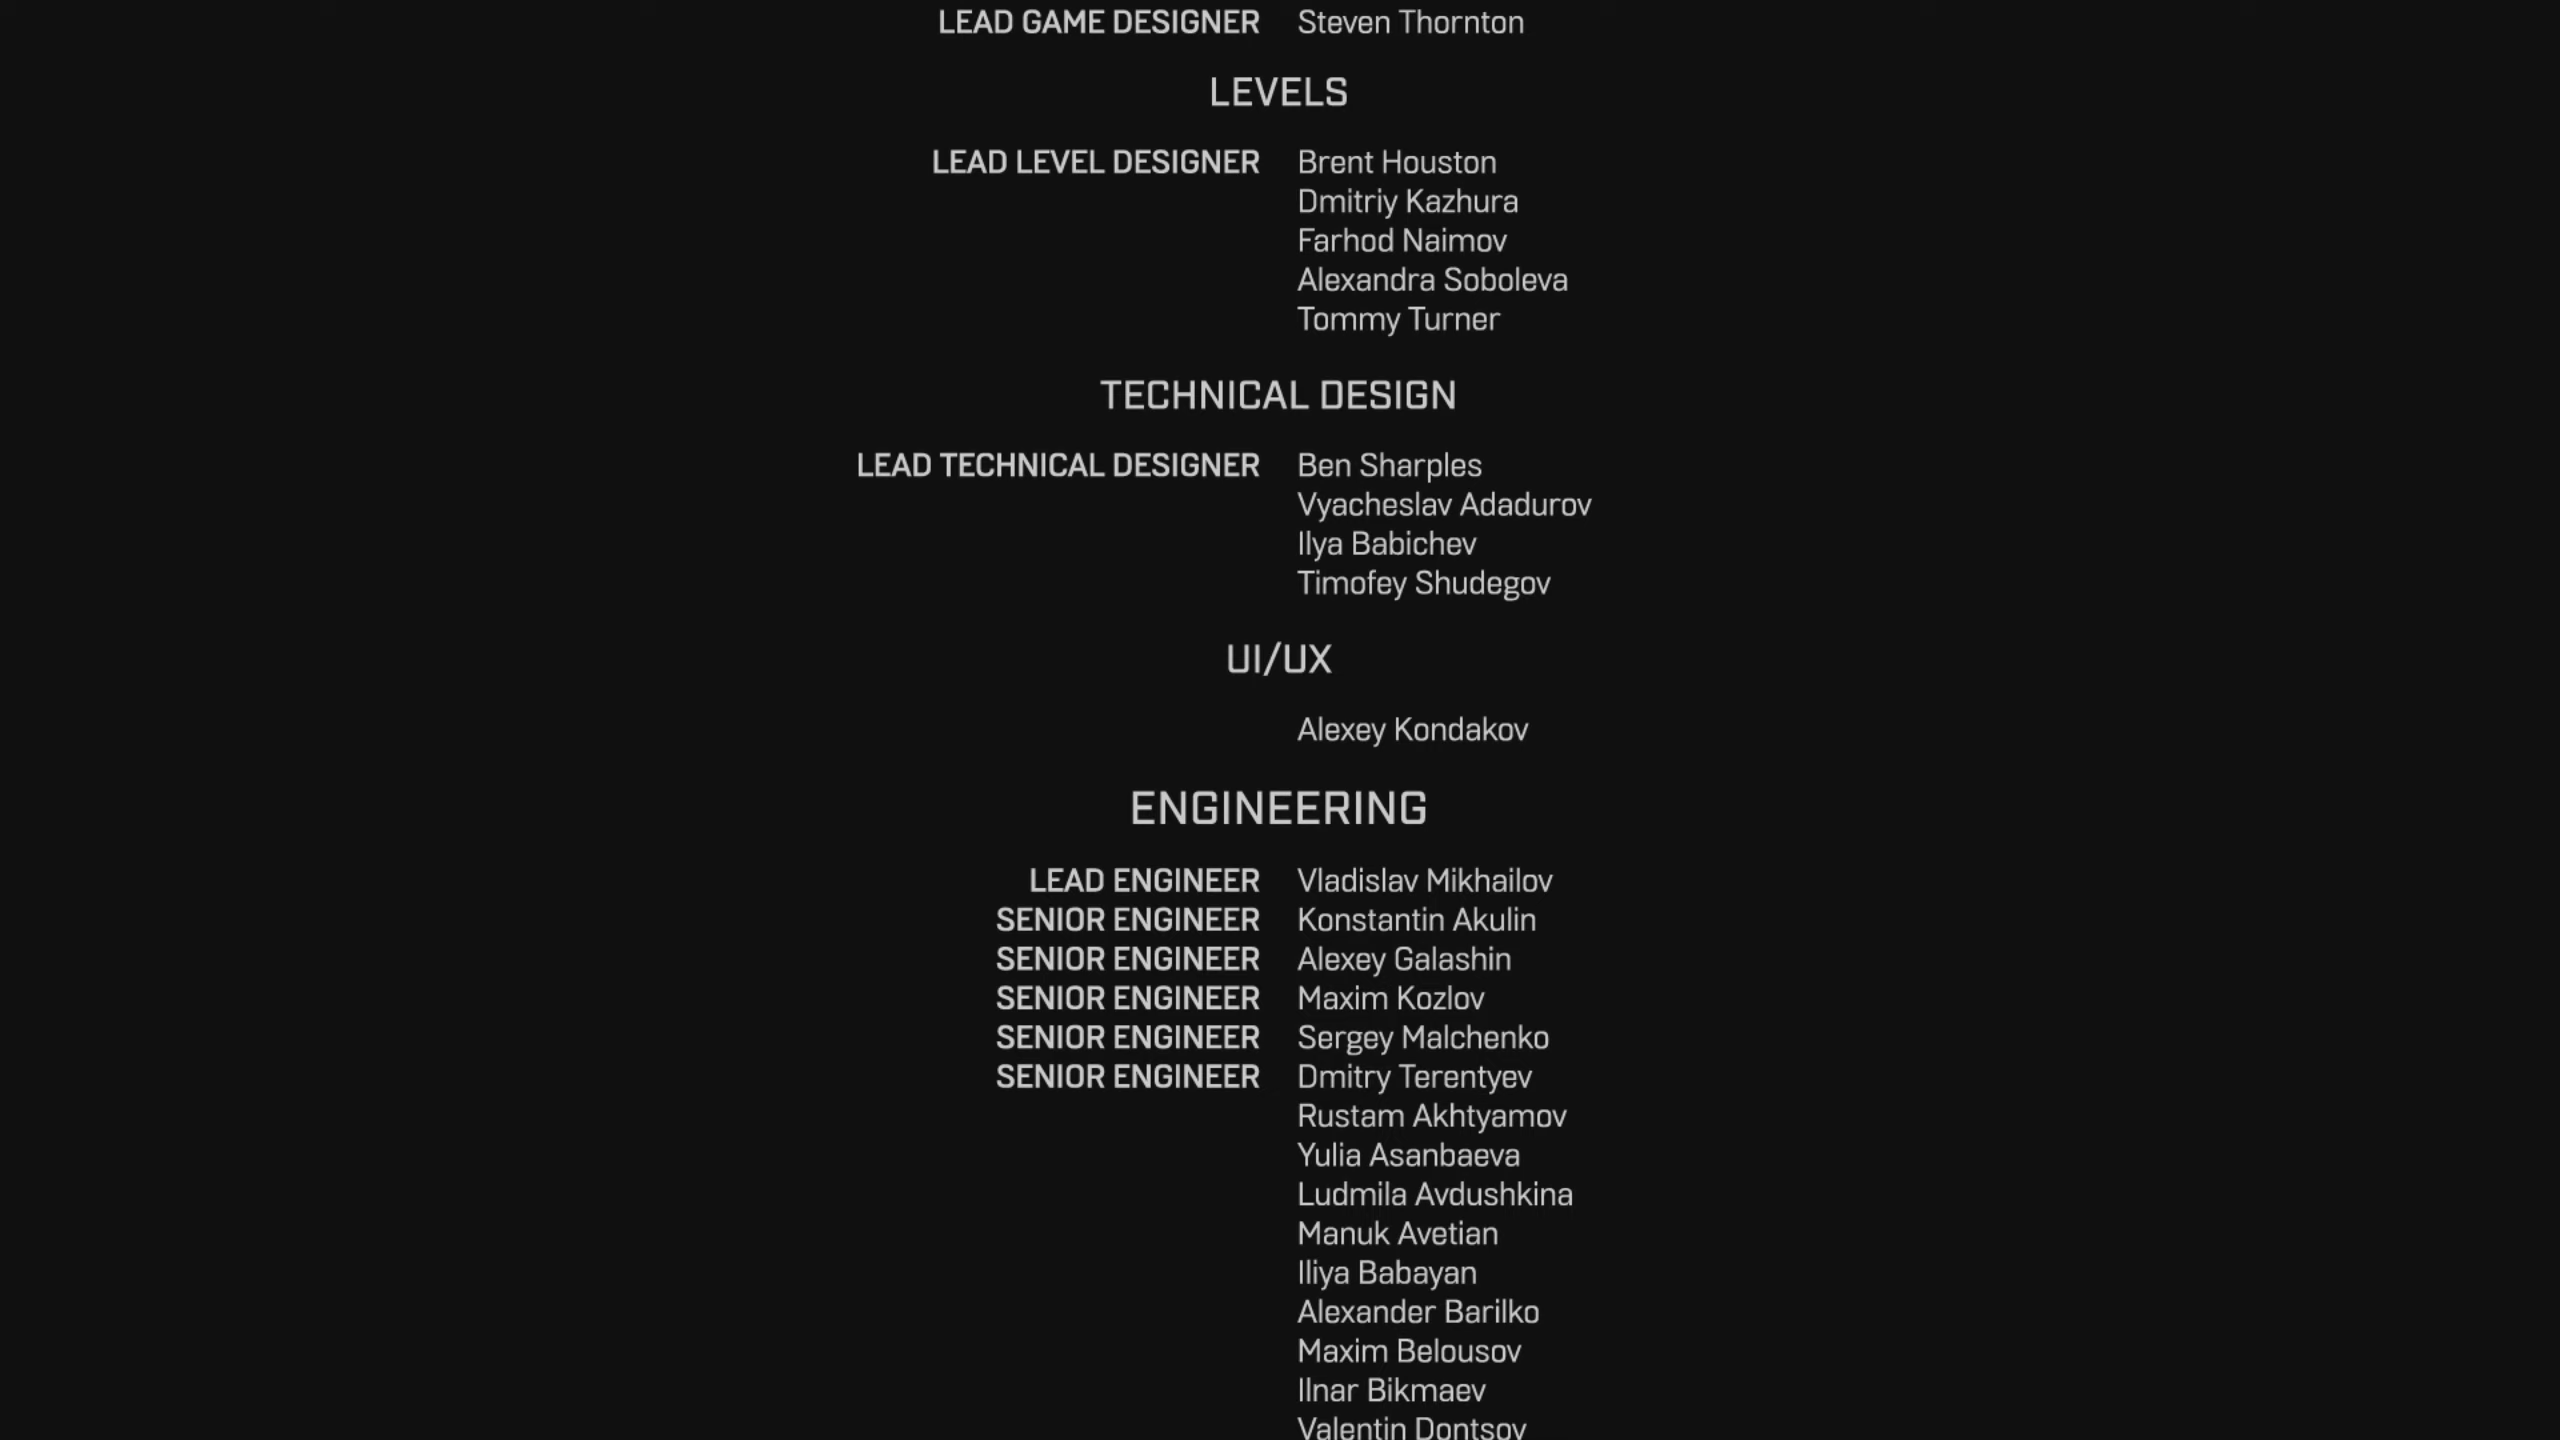 LEAD GAME DESIGNER Steven Thornton
LEVELS
LEAD LEVEL DESIGNER Brent Houston
Dmitriy Kazhura
Farhod Naimov
Alexandra Soboleva
Tommy Turner
TECHNICAL DESIGN
LEAD TECHNICAL DESIGNER Ben Sharples
Vyacheslav Adadurov
Ilya Babichev
Timofey Shudegov
UI/UX
Alexey Kondakov
ENGINEERING
LEAD ENGINEER Vladislav Mikhailov
SENIOR ENGINEER Konstantin Akulin
SENIOR ENGINEER Alexey Galashin
SENIOR ENGINEER Maxim Kozlov
SENIOR ENGINEER Sergey Malchenko
SENIOR ENGINEER Dmitry Terentyev
Rustam Akhtyamov
Yulia Asanbaeva
Ludmila Avdushkina
Manuk Avetian
Iliya Babayan
Alexander Barilko
Maxim Belousov
Ilnar Bikmaev
Valentin Dontsov